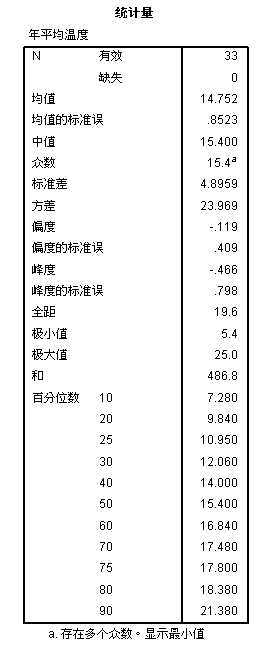 统计量
年平均温度
N 有效 33
缺失 0
均值 14.752
均值的标准误 .8523
中值 15.400
众数 15.4a
标准差 4.8959
方差 23.969
偏度 -.119
偏度的标准误 .409
峰度 -.466
峰度的标准误 .798
全距 19.6
极小值 5.4
极大值 25.0
和 486.8
百分位数 10 7.280
20 9.840
25 10.950
30 12.060
40 14.000
50 15.400
60 16.840
70 17.480
75 17.800
80 18.380
90 21.380
a. 存在多个众数。显示最小值